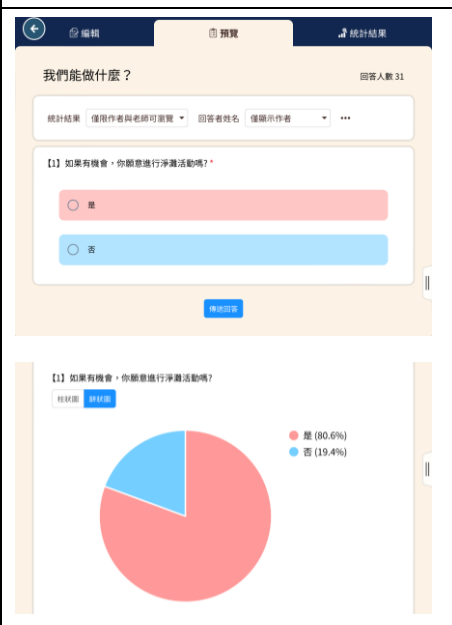 編輯 預覽 統計結果
我們能做什麼？ 回答人數 31
統計結果 僅限作者與老師可瀏覽 回答者姓名 僅顯示作者 •••
【1】如果有機會，你願意進行淨灘活動嗎? *
是
否
傳送回答
【1】如果有機會，你願意進行淨灘活動嗎?
柱狀圖 餅狀圖
是 (80.6%)
否 (19.4%)